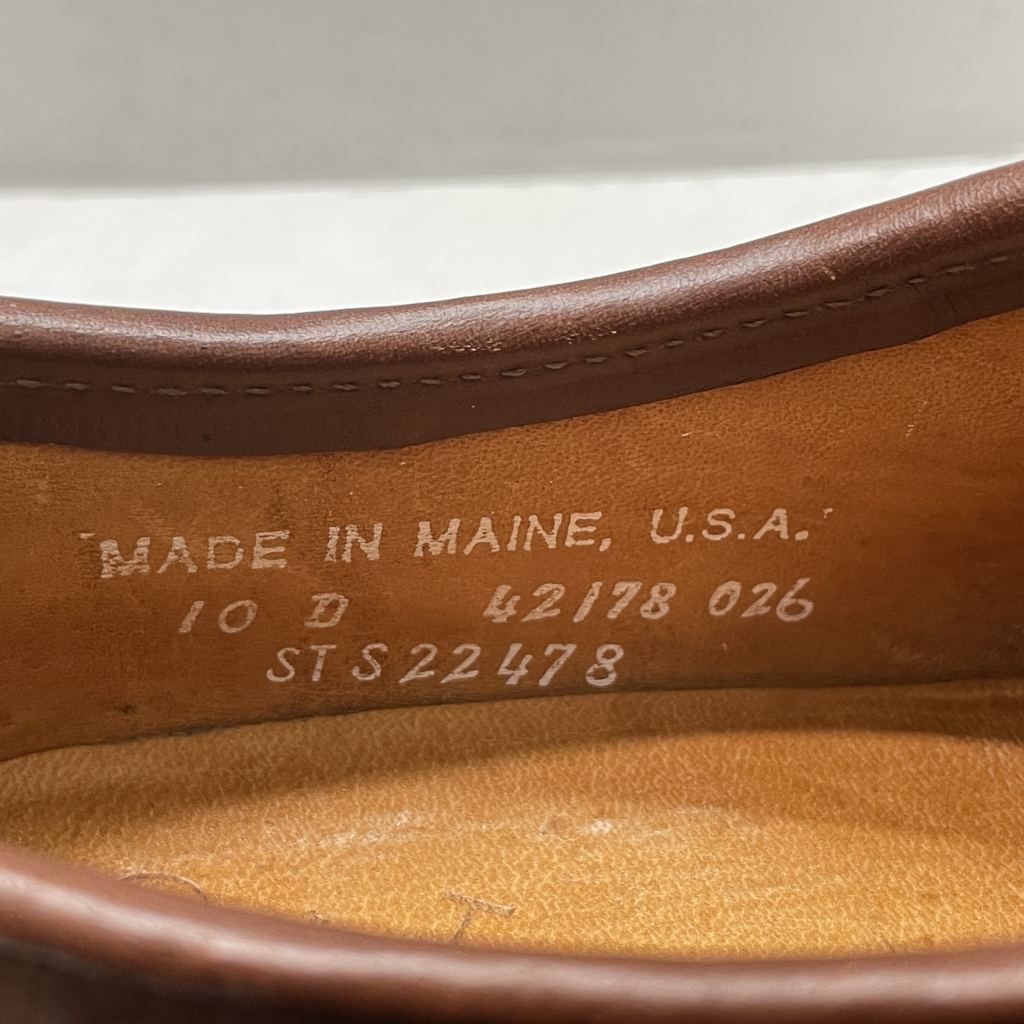 "MADE IN MAINE, U.S.A."
10 D 42178 026
STS22478